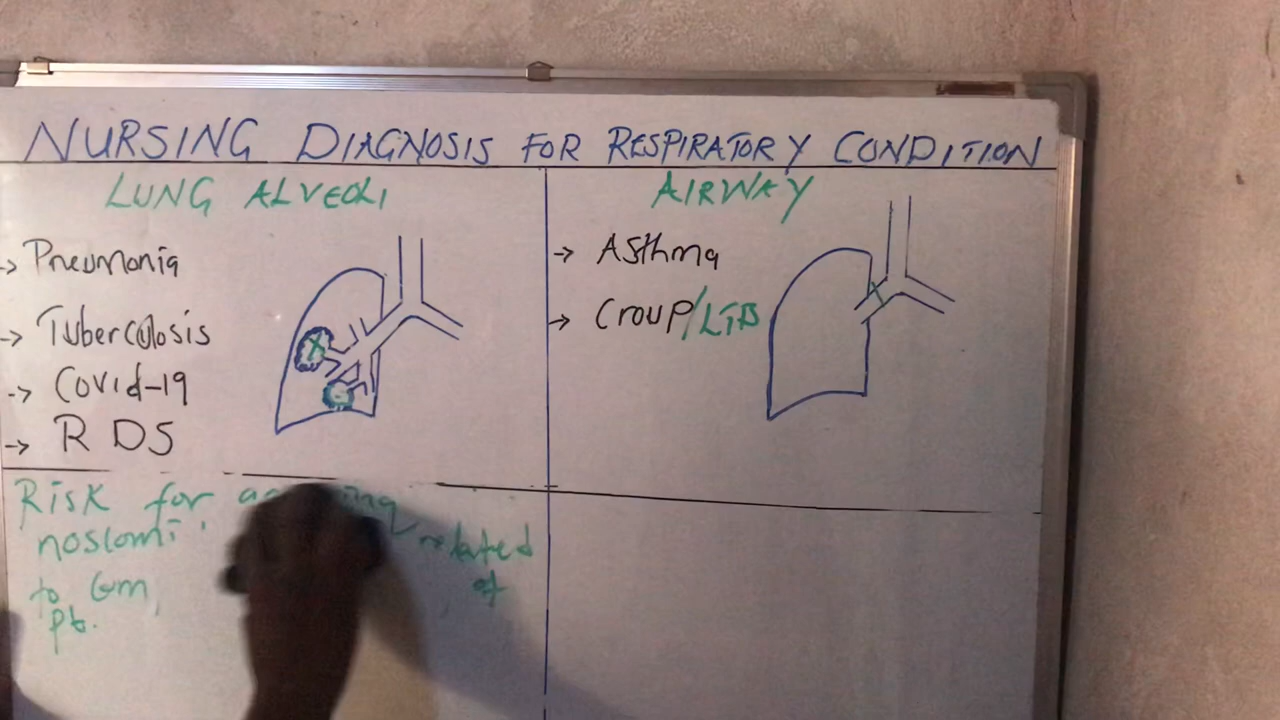 NURSING DIAGNOSIS FOR RESPIRATORY CONDITION
LUNG ALVEOLI
→ Pneumonia
→ Tuberculosis
→ Covid-19
→ RDS
AIRWAY
→ Asthma
→ Croup/LTB
Risk for
related
to of
pt.